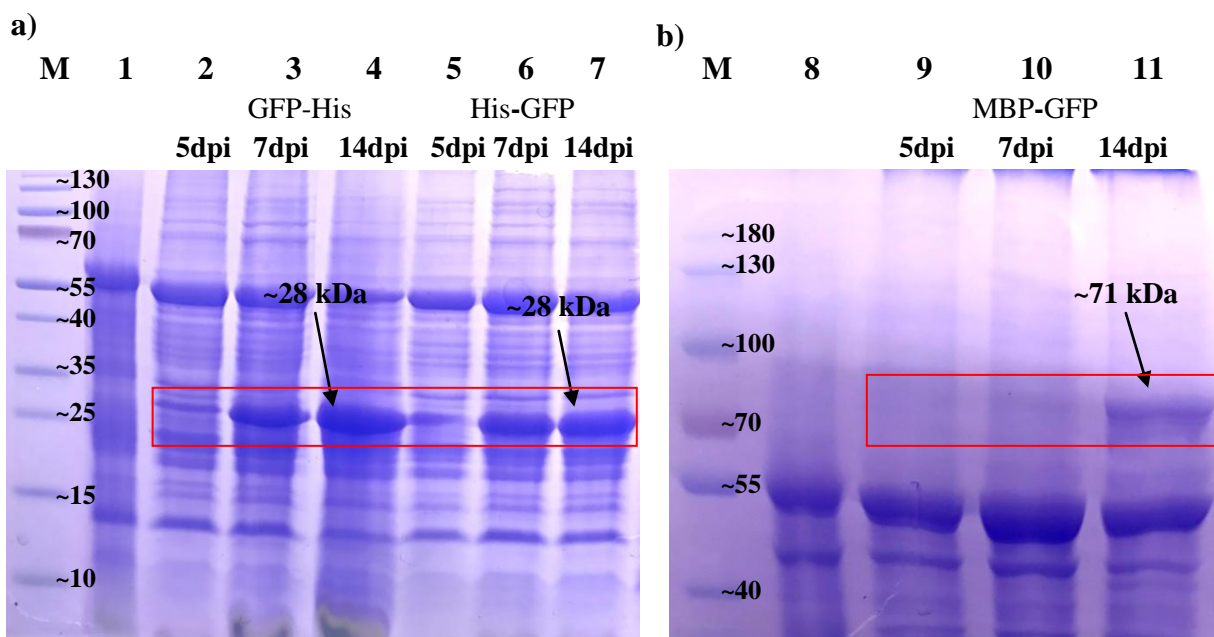 a)
M 1 2 3 4 5 6 7
GFP-His His-GFP
5dpi 7dpi 14dpi 5dpi 7dpi 14dpi
~130
~100
~70
~55
~40
~35
~25
~15
~10
~28 kDa
~28 kDa
b)
M 8 9 10 11
MBP-GFP
5dpi 7dpi 14dpi
~180
~130
~100
~70
~55
~40
~71 kDa